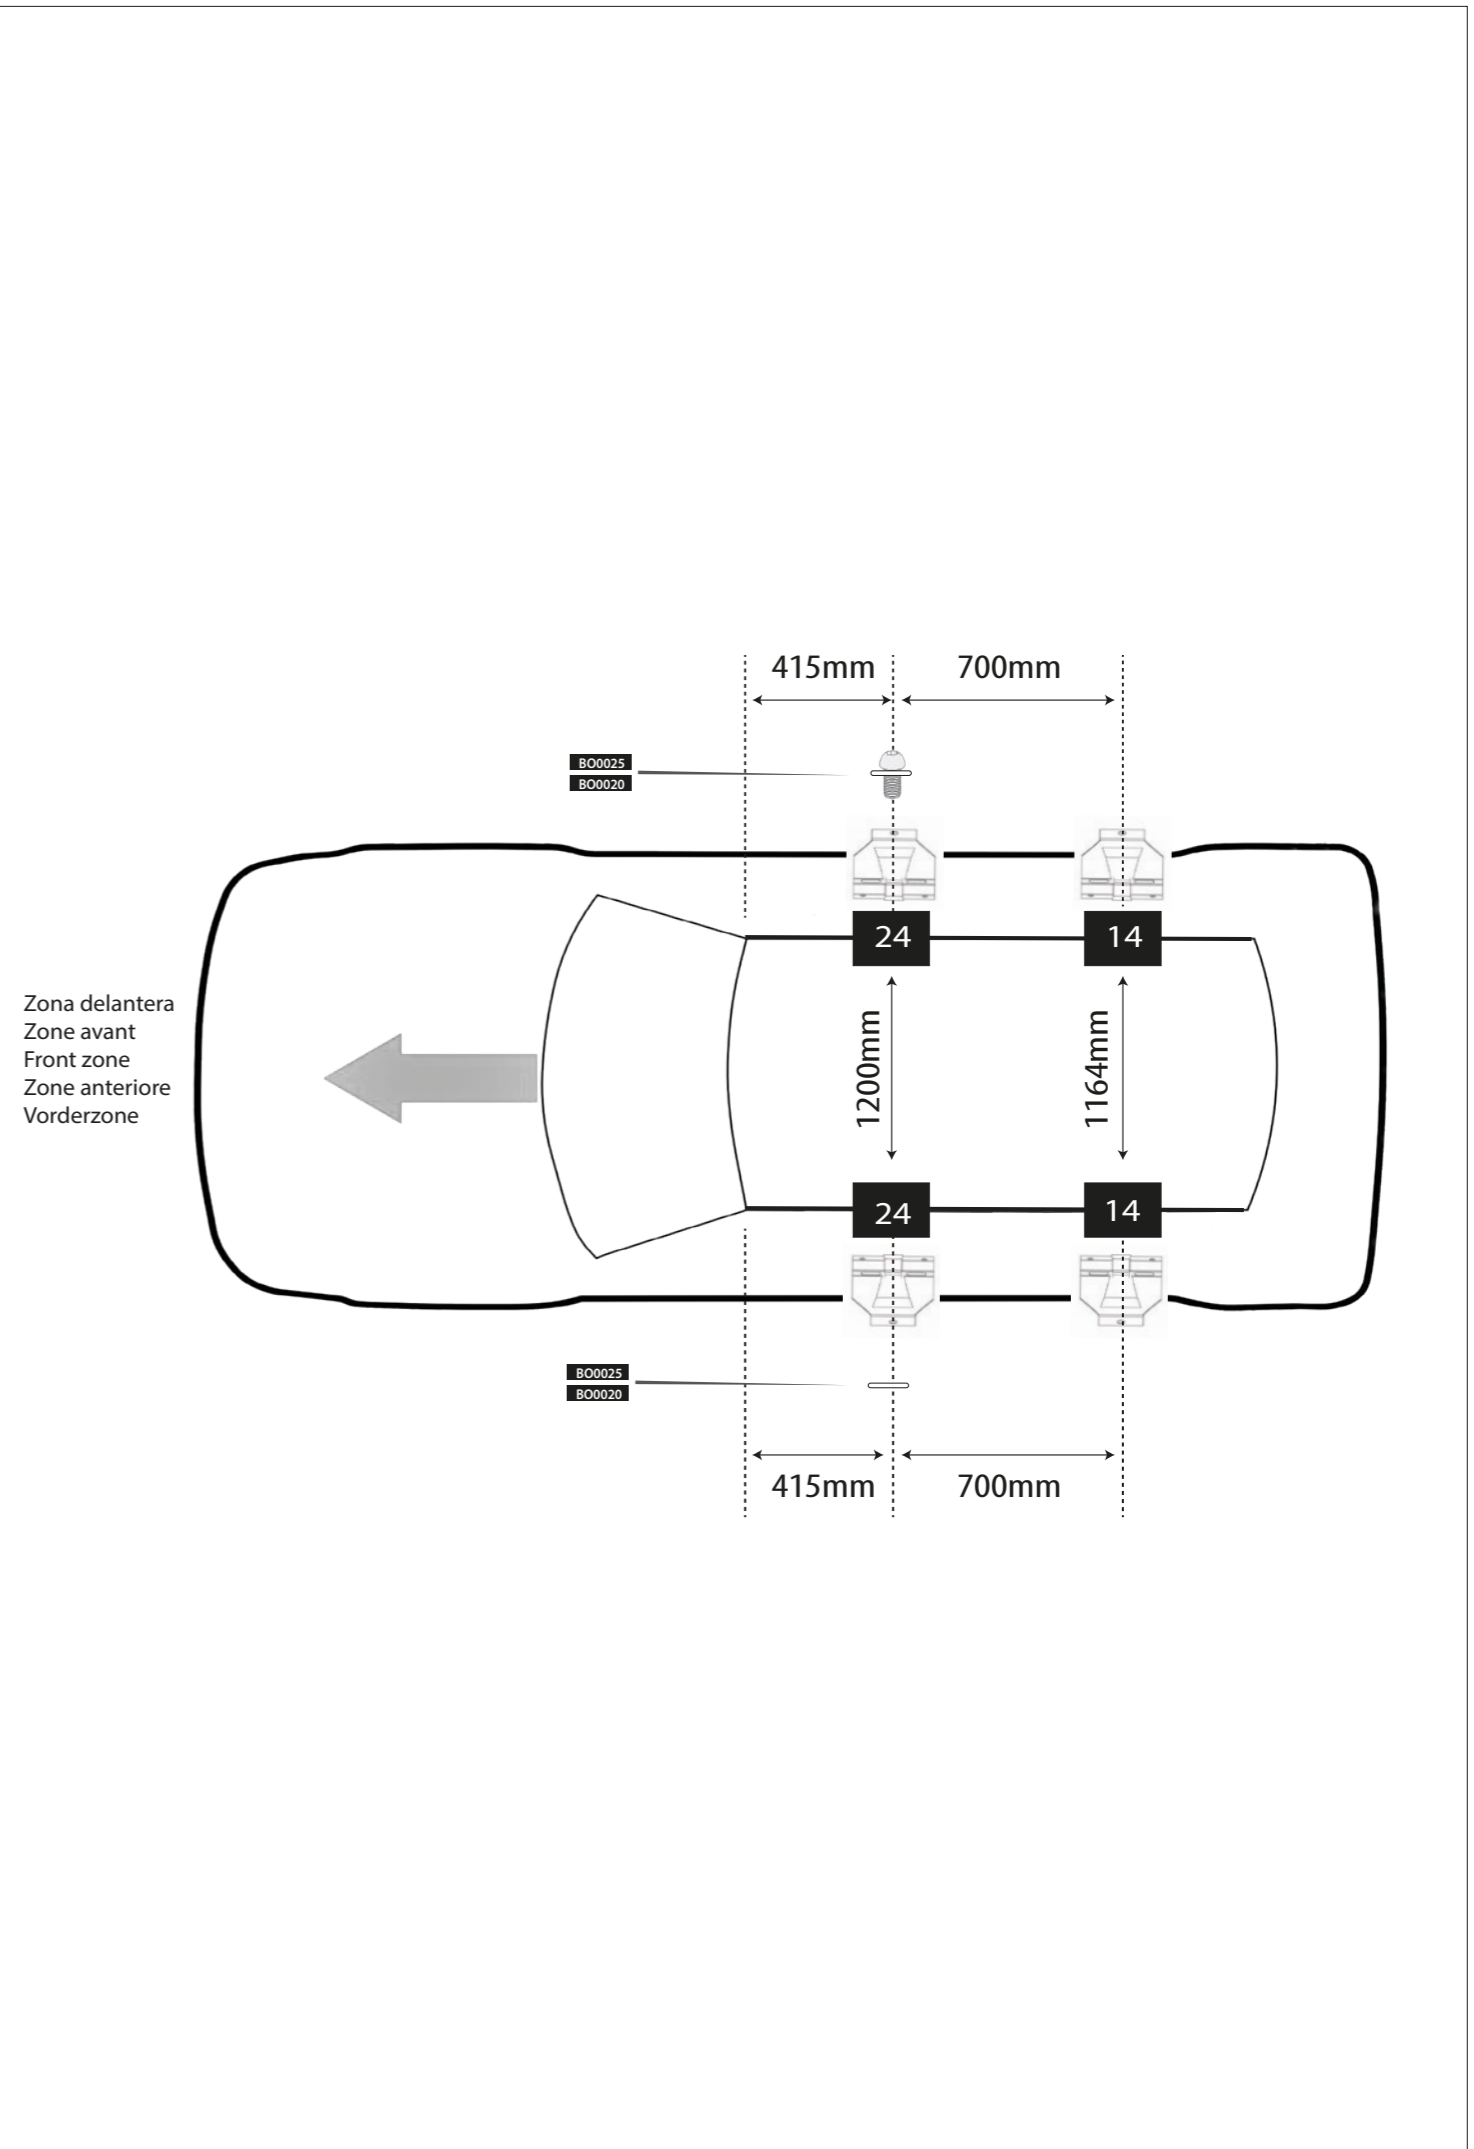 415mm 700mm
BO0025
BO0020
24 14
Zona delantera
Zone avant
Front zone
Zone anteriore
Vorderzone
1200mm 1164mm
24 14
BO0025
BO0020
415mm 700mm